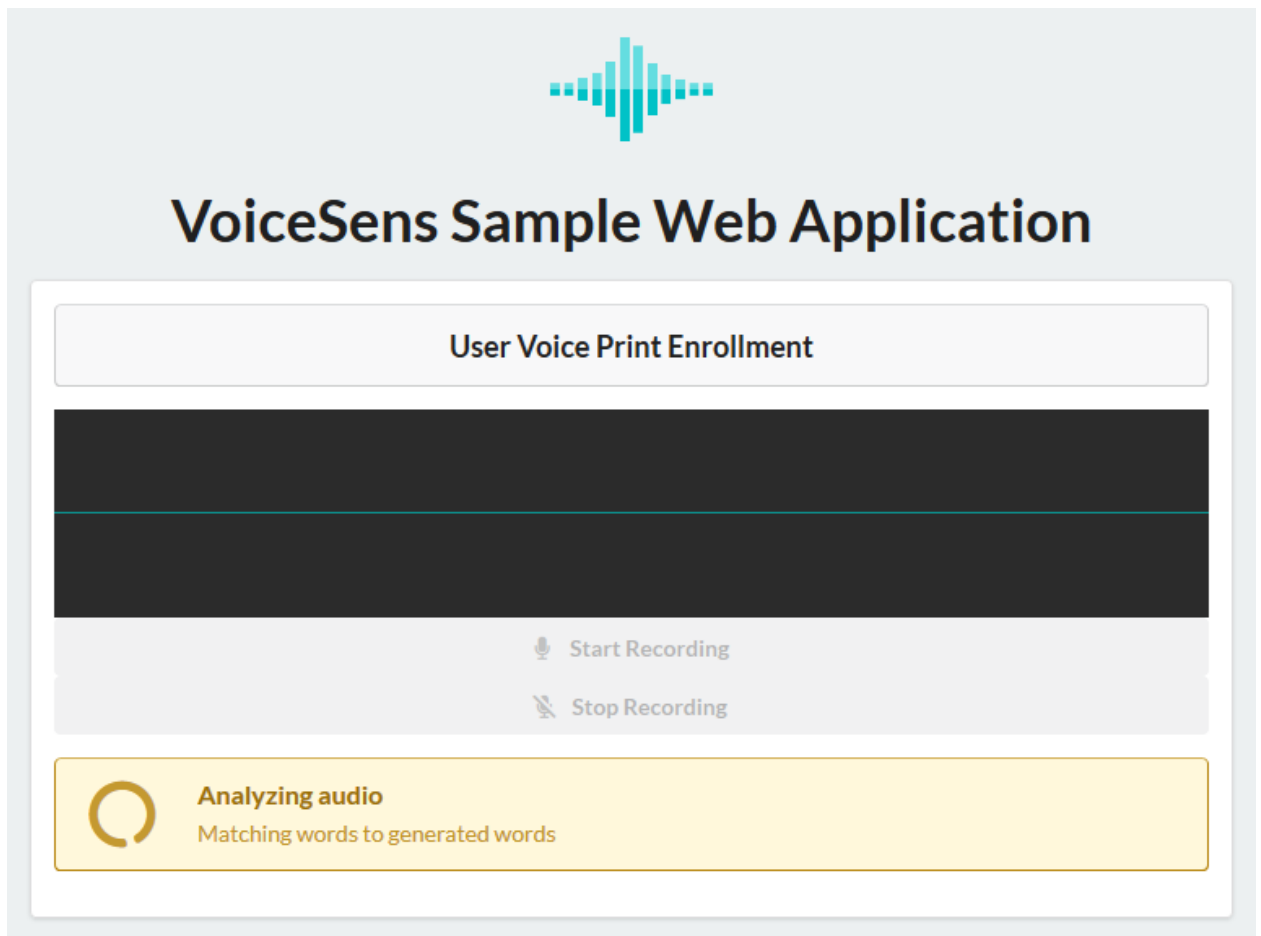 VoiceSens Sample Web Application
User Voice Print Enrollment
Start Recording
Stop Recording
Analyzing audio
Matching words to generated words